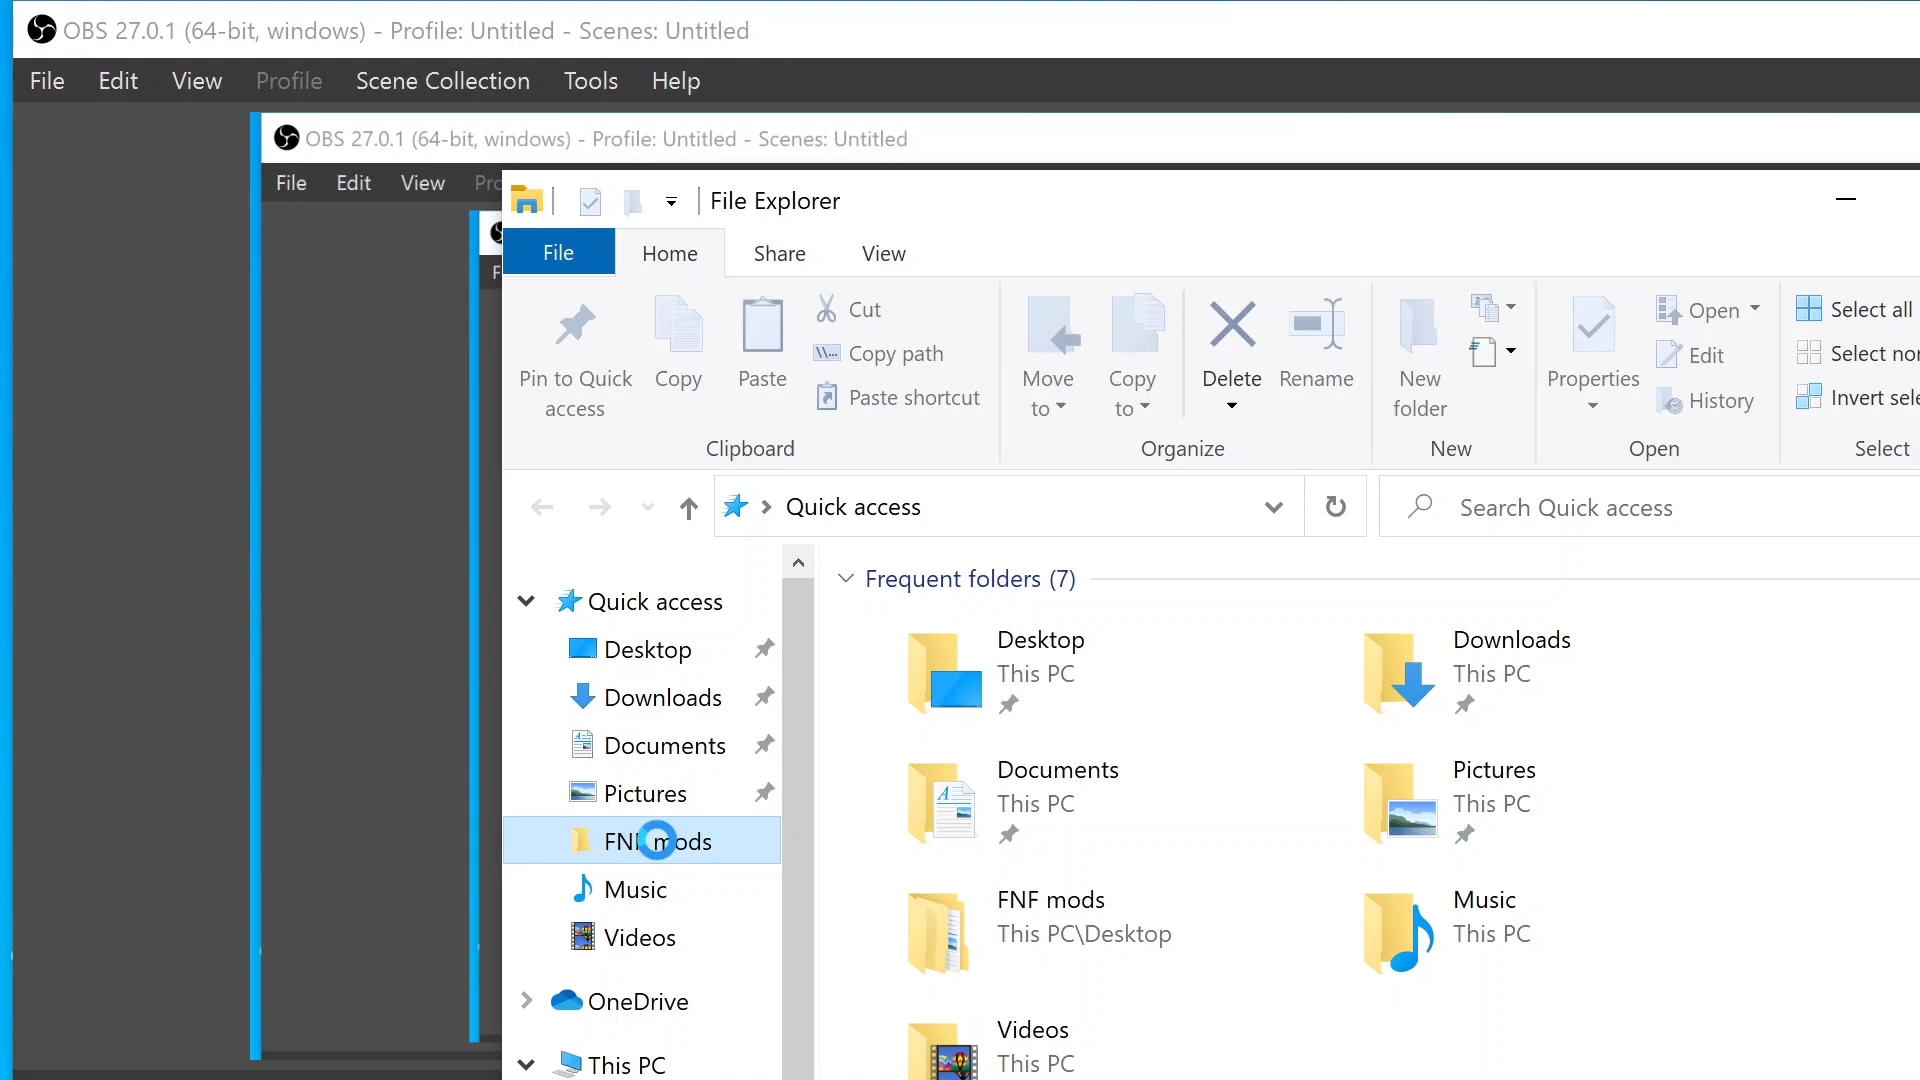 OBS 27.0.1 (64-bit, windows) - Profile: Untitled - Scenes: Untitled
File Edit View Profile Scene Collection Tools Help
OBS 27.0.1 (64-bit, windows) - Profile: Untitled - Scenes: Untitled
File Edit View
File Explorer
File Home Share View
Pin to Quick access
Copy
Paste
Cut
Copy path
Paste shortcut
Clipboard
Move to
Copy to
Delete
Rename
Organize
New folder
New
Properties
Open
Edit
History
Open
Select all
Select
Invert
Select
Quick access
Search Quick access
Quick access
Desktop
Downloads
Documents
Pictures
FNF mods
Music
Videos
OneDrive
This PC
Frequent folders (7)
Desktop
This PC
Downloads
This PC
Documents
This PC
Pictures
This PC
FNF mods
This PC\Desktop
Music
This PC
Videos
This PC